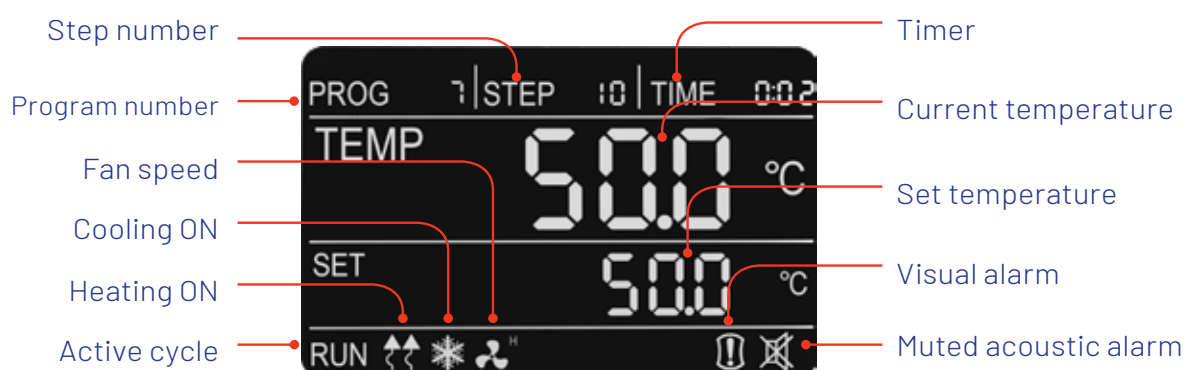 Step number
Program number
Fan speed
Cooling ON
Heating ON
Active cycle
PROG 7 STEP 10 TIME 0:02
TEMP 50.0 °C
SET 50.0 °C
RUN H
Timer
Current temperature
Set temperature
Visual alarm
Muted acoustic alarm